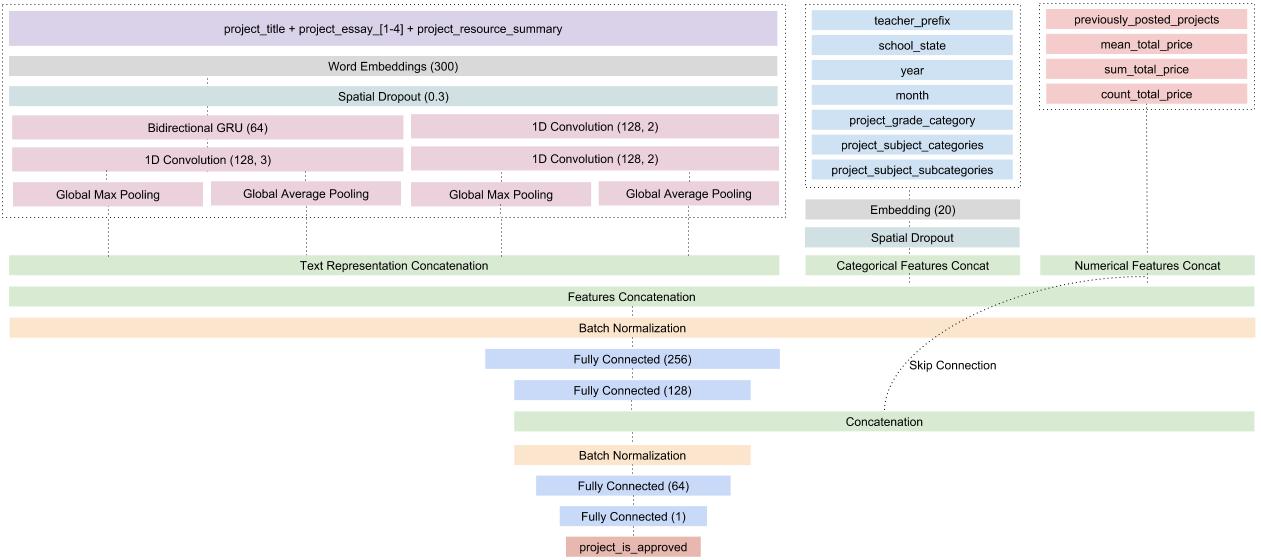 project_title + project_essay_[1-4] + project_resource_summary
Word Embeddings (300)
Spatial Dropout (0.3)
Bidirectional GRU (64)
1D Convolution (128, 3)
Global Max Pooling
Global Average Pooling
1D Convolution (128, 2)
1D Convolution (128, 2)
Global Max Pooling
Global Average Pooling
Text Representation Concatenation
teacher_prefix
school_state
year
month
project_grade_category
project_subject_categories
project_subject_subcategories
Embedding (20)
Spatial Dropout
Categorical Features Concat
previously_posted_projects
mean_total_price
sum_total_price
count_total_price
Numerical Features Concat
Features Concatenation
Batch Normalization
Fully Connected (256)
Skip Connection
Fully Connected (128)
Concatenation
Batch Normalization
Fully Connected (64)
Fully Connected (1)
project_is_approved